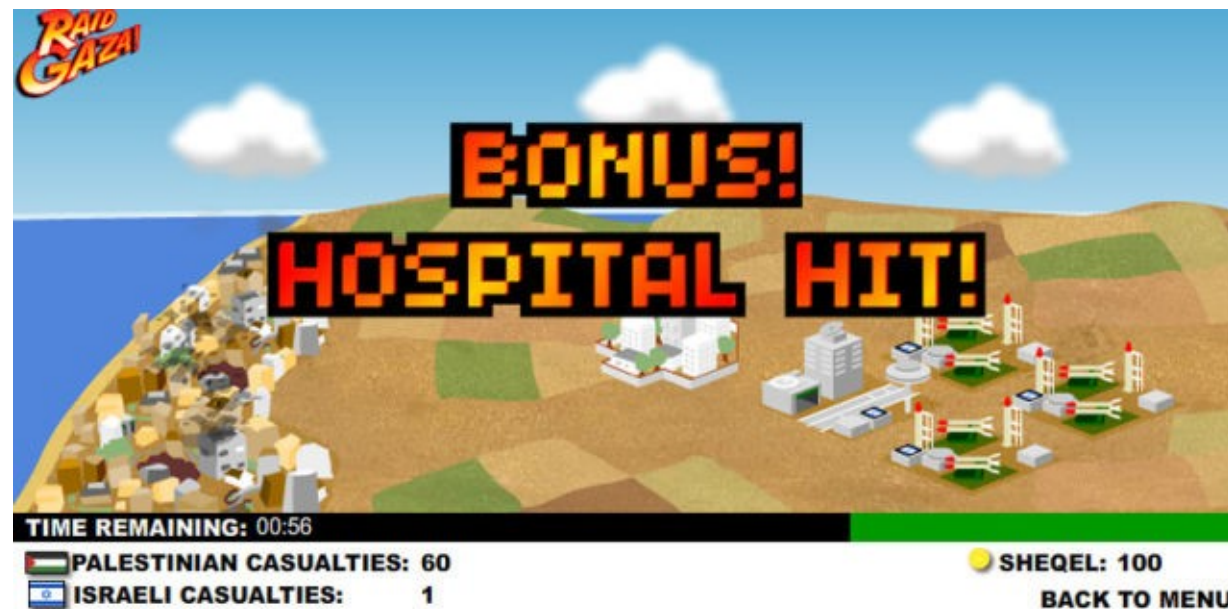 RAID
GAZA!
BONUS!
HOSPITAL HIT!
TIME REMAINING: 00:56
PALESTINIAN CASUALTIES: 60
ISRAELI CASUALTIES: 1
SHEQEL: 100
BACK TO MENU